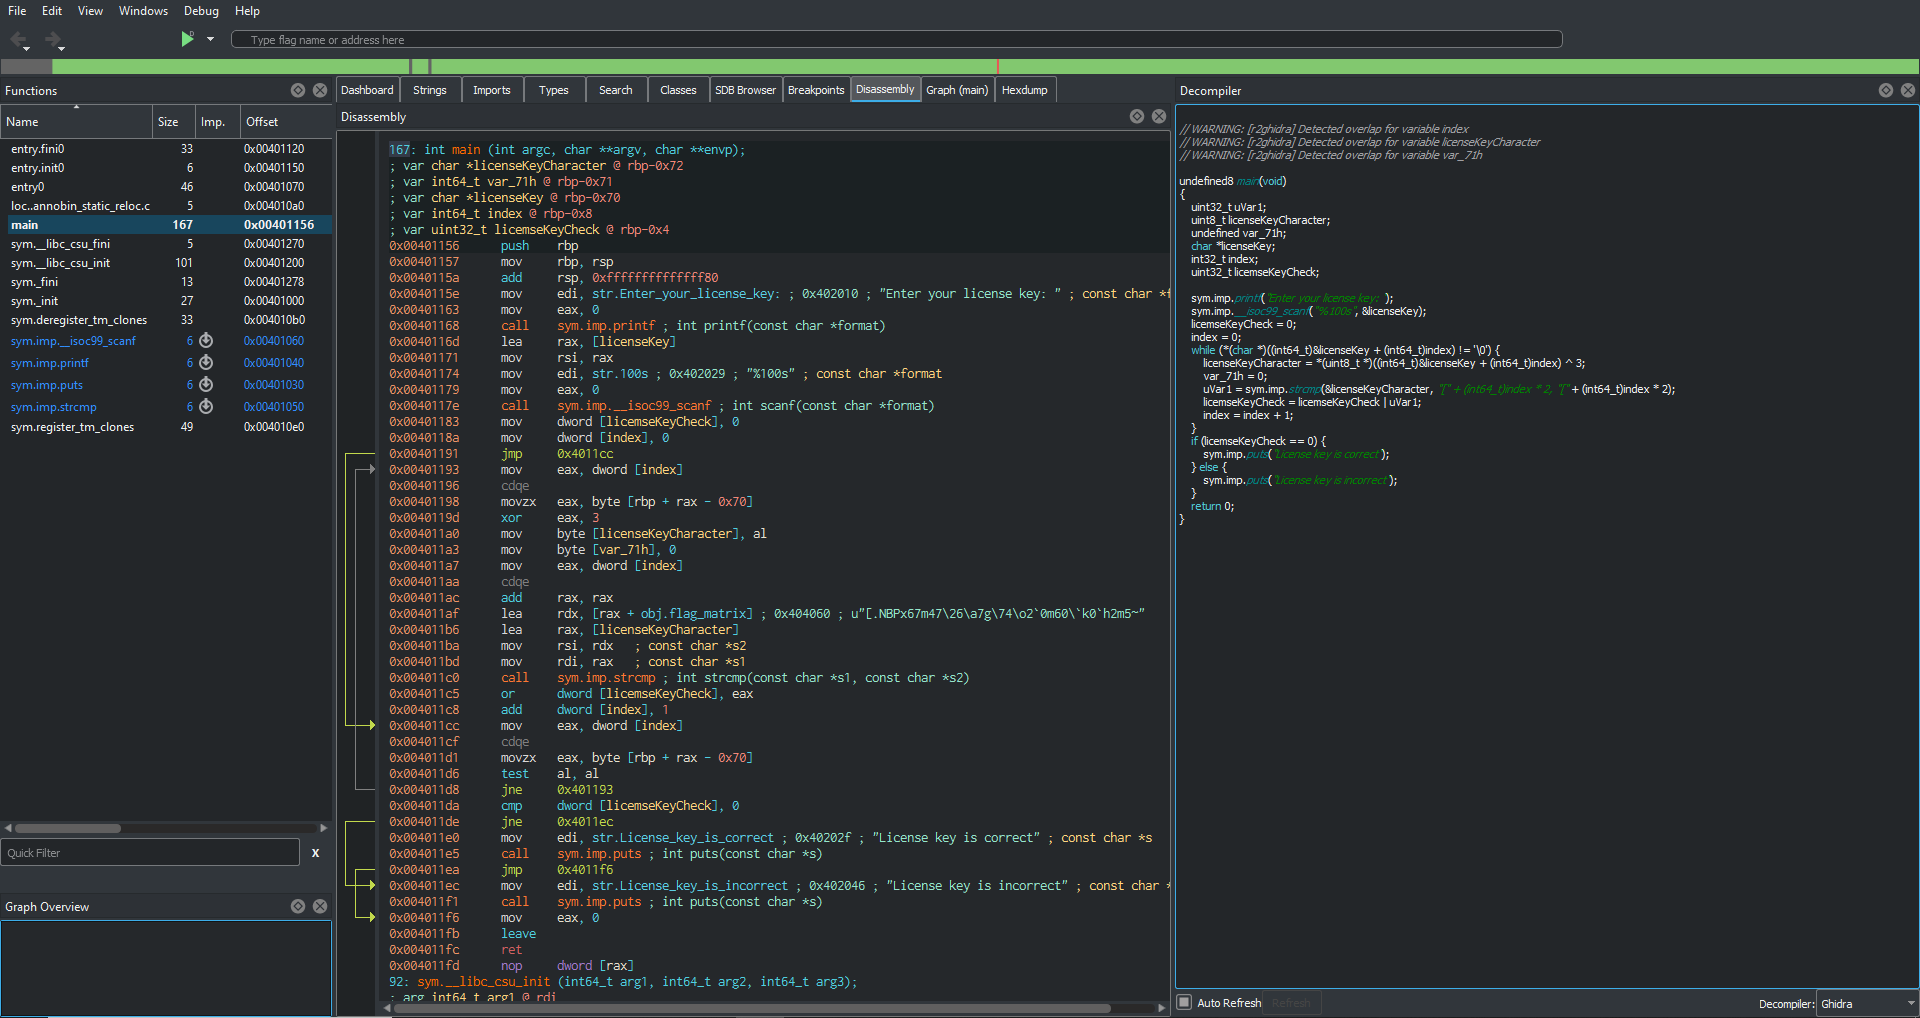 File Edit View Windows Debug Help
Type flag name or address here
Functions
Name Size Imp. Offset
entry.fini0 33 0x00401120
entry.init0 6 0x00401150
entry0 46 0x00401070
loc..annobin_static_reloc.c 5 0x004010a0
main 167 0x00401156
sym.__libc_csu_fini 5 0x00401270
sym.__libc_csu_init 101 0x00401200
sym._fini 13 0x00401278
sym._init 27 0x00401000
sym.deregister_tm_clones 33 0x004010b0
sym.imp.__isoc99_scanf 6 0x00401060
sym.imp.printf 6 0x00401040
sym.imp.puts 6 0x00401030
sym.imp.strcmp 6 0x00401050
sym.register_tm_clones 49 0x004010e0
Quick Filter X
Graph Overview
Dashboard Strings Imports Types Search Classes SDB Browser Breakpoints Disassembly Graph (main) Hexdump
Disassembly
167: int main (int argc, char **argv, char **envp);
; var char *licenseKeyCharacter @ rbp-0x72
; var int64_t var_71h @ rbp-0x71
; var char *licenseKey @ rbp-0x70
; var int64_t index @ rbp-0x8
; var uint32_t licemseKeyCheck @ rbp-0x4
0x00401156 push rbp
0x00401157 mov rbp, rsp
0x0040115a add rsp, 0xffffffffffffff80
0x0040115e mov edi, str.Enter_your_license_key: ; 0x402010 ; "Enter your license key: " ; const char *f
0x00401163 mov eax, 0
0x00401168 call sym.imp.printf ; int printf(const char *format)
0x0040116d lea rax, [licenseKey]
0x00401171 mov rsi, rax
0x00401174 mov edi, str.100s ; 0x402029 ; "%100s" ; const char *format
0x00401179 mov eax, 0
0x0040117e call sym.imp.__isoc99_scanf ; int scanf(const char *format)
0x00401183 mov dword [licemseKeyCheck], 0
0x0040118a mov dword [index], 0
0x00401191 jmp 0x4011cc
0x00401193 mov eax, dword [index]
0x00401196 cdqe
0x00401198 movzx eax, byte [rbp + rax - 0x70]
0x0040119d xor eax, 3
0x004011a0 mov byte [licenseKeyCharacter], al
0x004011a3 mov byte [var_71h], 0
0x004011a7 mov eax, dword [index]
0x004011aa cdqe
0x004011ac add rax, rax
0x004011af lea rdx, [rax + obj.flag_matrix] ; 0x404060 ; u"[.NBPx67m47\26\a7g\74\o2`0m60\`k0`h2m5~"
0x004011b6 lea rax, [licenseKeyCharacter]
0x004011ba mov rsi, rdx ; const char *s2
0x004011bd mov rdi, rax ; const char *s1
0x004011c0 call sym.imp.strcmp ; int strcmp(const char *s1, const char *s2)
0x004011c5 or dword [licemseKeyCheck], eax
0x004011c8 add dword [index], 1
0x004011cc mov eax, dword [index]
0x004011cf cdqe
0x004011d1 movzx eax, byte [rbp + rax - 0x70]
0x004011d6 test al, al
0x004011d8 jne 0x401193
0x004011da cmp dword [licemseKeyCheck], 0
0x004011de jne 0x4011ec
0x004011e0 mov edi, str.License_key_is_correct ; 0x40202f ; "License key is correct" ; const char *s
0x004011e5 call sym.imp.puts ; int puts(const char *s)
0x004011ea jmp 0x4011f6
0x004011ec mov edi, str.License_key_is_incorrect ; 0x402046 ; "License key is incorrect" ; const char *
0x004011f1 call sym.imp.puts ; int puts(const char *s)
0x004011f6 mov eax, 0
0x004011fb leave
0x004011fc ret
0x004011fd nop dword [rax]
92: sym.__libc_csu_init (int64_t arg1, int64_t arg2, int64_t arg3);
; arg int64_t arg1 @ rdi
Decompiler
// WARNING: [r2ghidra] Detected overlap for variable index
// WARNING: [r2ghidra] Detected overlap for variable licenseKeyCharacter
// WARNING: [r2ghidra] Detected overlap for variable var_71h
undefined8 main(void)
{
uint32_t uVar1;
uint8_t licenseKeyCharacter;
undefined var_71h;
char *licenseKey;
int32_t index;
uint32_t licemseKeyCheck;
sym.imp.printf("Enter your license key: ");
sym.imp.__isoc99_scanf("%100s", &licenseKey);
licemseKeyCheck = 0;
index = 0;
while (*(char *)((int64_t)&licenseKey + (int64_t)index) != '\0') {
licenseKeyCharacter = *(uint8_t *)((int64_t)&licenseKey + (int64_t)index) ^ 3;
var_71h = 0;
uVar1 = sym.imp.strcmp(&licenseKeyCharacter, "[" + (int64_t)index * 2, "[" + (int64_t)index * 2);
licemseKeyCheck = licemseKeyCheck | uVar1;
index = index + 1;
}
if (licemseKeyCheck == 0) {
sym.imp.puts("License key is correct");
} else {
sym.imp.puts("License key is incorrect");
}
return 0;
}
Auto Refresh Refresh Decompiler: Ghidra